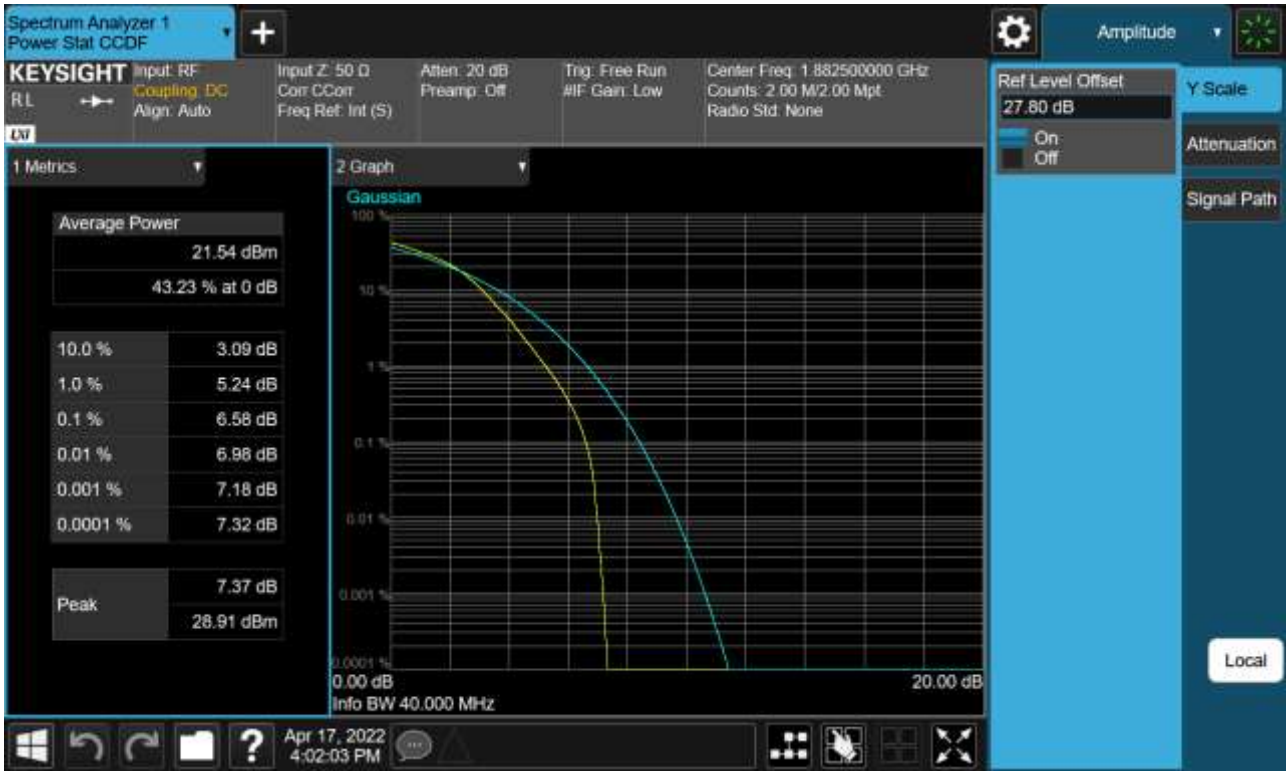 Spectrum Analyzer 1
Power Stat CCDF
+
Amplitude
KEYSIGHT
RL
LXI
Input: RF
Coupling: DC
Align: Auto
Input Z: 50 Ω
Corr CCorr
Freq Ref: Int (S)
Atten: 20 dB
Preamp: Off
Trig: Free Run
#IF Gain: Low
Center Freq: 1.882500000 GHz
Counts: 2.00 M/2.00 Mpt
Radio Std: None
Ref Level Offset
27.80 dB
On
Off
Y Scale
Attenuation
Signal Path
Local
1 Metrics
Average Power
21.54 dBm
43.23 % at 0 dB
10.0 % 3.09 dB
1.0 % 5.24 dB
0.1 % 6.58 dB
0.01 % 6.98 dB
0.001 % 7.18 dB
0.0001 % 7.32 dB
Peak
7.37 dB
28.91 dBm
2 Graph
Gaussian
100 %
10 %
1 %
0.1 %
0.01 %
0.001 %
0.0001 %
0.00 dB 20.00 dB
Info BW 40.000 MHz
?
Apr 17, 2022
4:02:03 PM